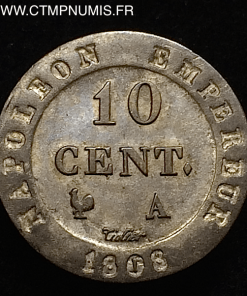 WWW.CTMPNUMIS.FR
NAPOLEON EMPEREUR
10
CENT.
A
1808